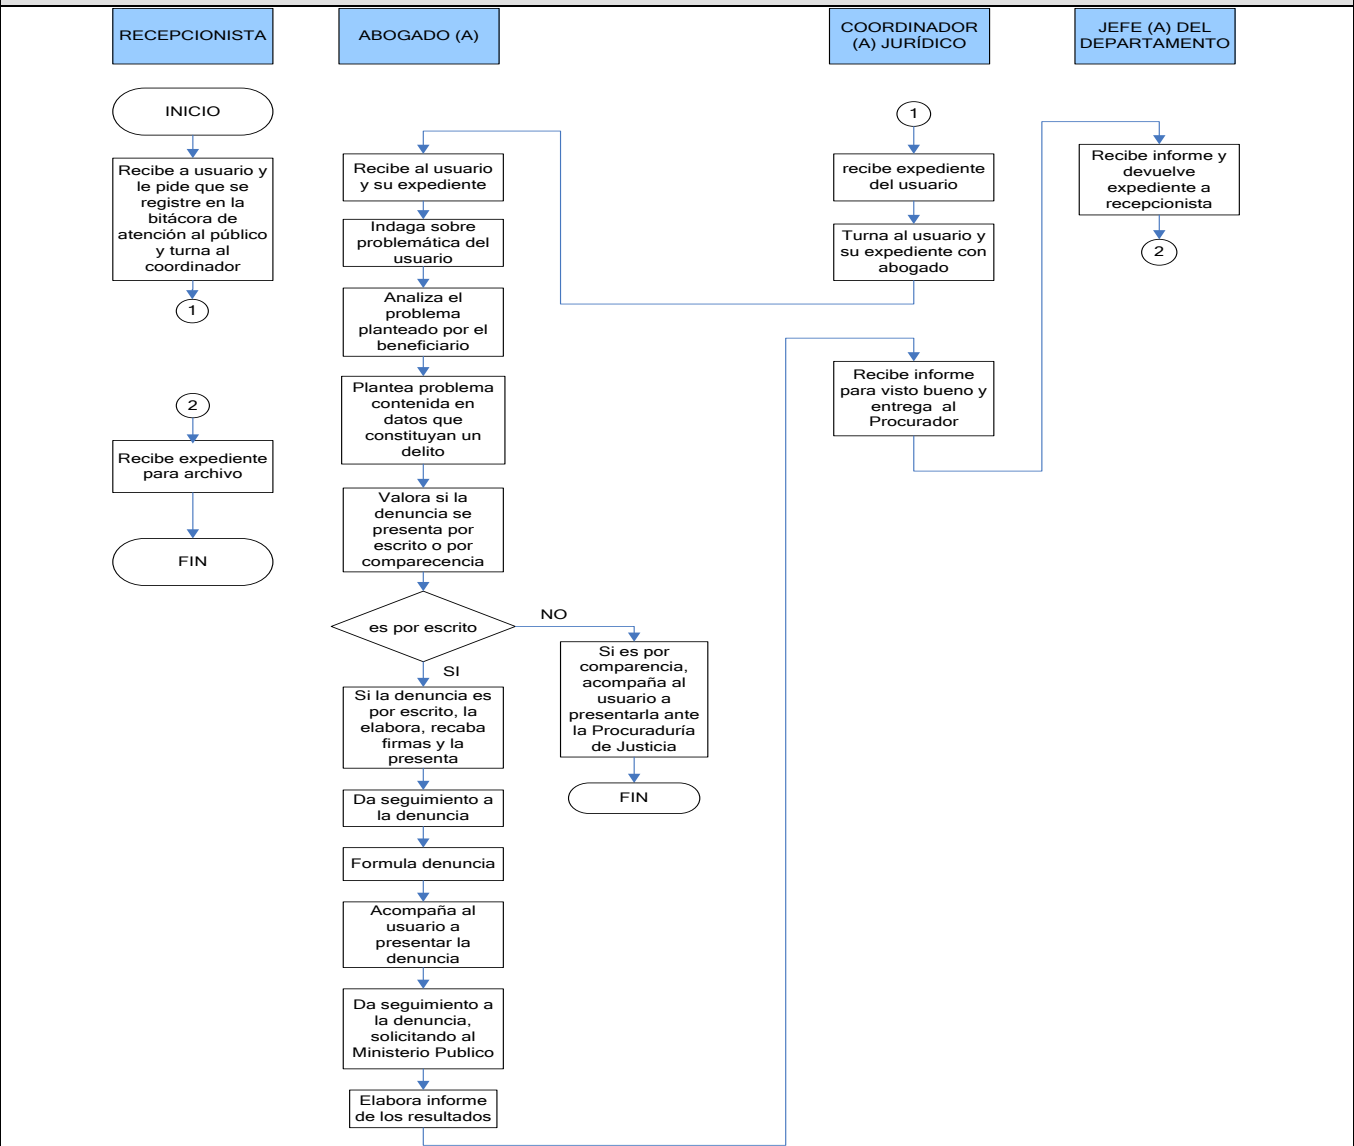 RECEPCIONISTA
ABOGADO (A)
COORDINADOR
(A) JURÍDICO
JEFE (A) DEL
DEPARTAMENTO
INICIO
Recibe a usuario y
le pide que se
registre en la
bitácora de
atención al público
y turna al
coordinador
1
2
Recibe expediente
para archivo
FIN
Recibe al usuario
y su expediente
Indaga sobre
problemática del
usuario
Analiza el
problema
planteado por el
beneficiario
Plantea problema
contenida en
datos que
constituyan un
delito
Valora si la
denuncia se
presenta por
escrito o por
comparecencia
es por escrito
NO
SI
Si es por
comparencia,
acompaña al
usuario a
presentarla ante
la Procuraduría
de Justicia
FIN
Si la denuncia es
por escrito, la
elabora, recaba
firmas y la
presenta
Da seguimiento a
la denuncia
Formula denuncia
Acompaña al
usuario a
presentar la
denuncia
Da seguimiento a
la denuncia,
solicitando al
Ministerio Publico
Elabora informe
de los resultados
1
recibe expediente
del usuario
Turna al usuario y
su expediente con
abogado
Recibe informe
para visto bueno y
entrega al
Procurador
Recibe informe y
devuelve
expediente a
recepcionista
2